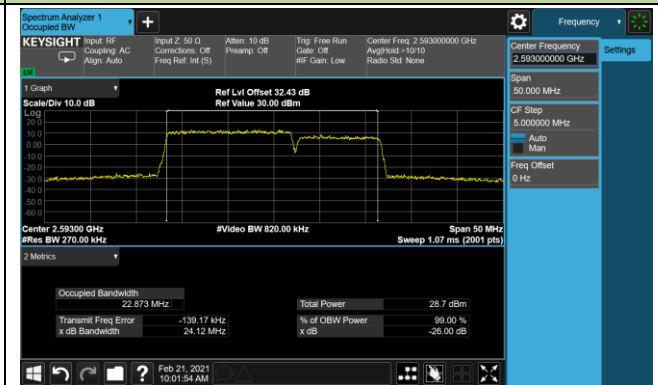 Spectrum Analyzer 1
Occupied BW
+
Frequency
KEYSIGHT
Input: RF
Coupling: AC
Align: Auto
Input Z: 50 Ω
Corrections: Off
Freq Ref: Int (S)
Atten: 10 dB
Preamp: Off
Trig: Free Run
Gate: Off
#IF Gain: Low
Center Freq: 2.593000000 GHz
Avg|Hold:>10/10
Radio Std: None
Center Frequency
2.593000000 GHz
Settings
Span
50.000 MHz
CF Step
5.000000 MHz
Auto
Man
Freq Offset
0 Hz
1 Graph
Scale/Div 10.0 dB
Ref Lvl Offset 32.43 dB
Ref Value 30.00 dBm
Log
20.0
10.0
0.00
-10.0
-20.0
-30.0
-40.0
-50.0
-60.0
Center 2.59300 GHz
#Res BW 270.00 kHz
#Video BW 820.00 kHz
Span 50 MHz
Sweep 1.07 ms (2001 pts)
2 Metrics
Occupied Bandwidth
22.873 MHz
Total Power 28.7 dBm
Transmit Freq Error -139.17 kHz
% of OBW Power 99.00 %
x dB Bandwidth 24.12 MHz
x dB -26.00 dB
?
Feb 21, 2021
10:01:54 AM